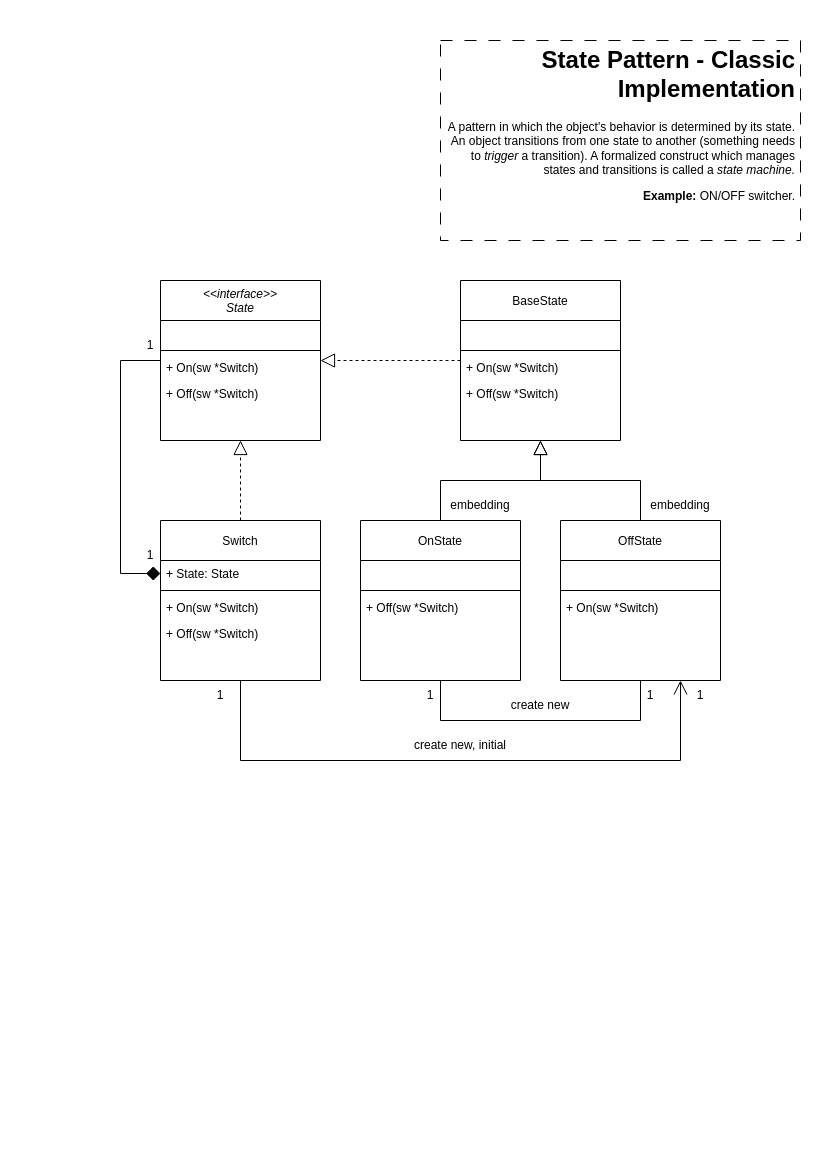 State Pattern - Classic
Implementation
A pattern in which the object's behavior is determined by its state.
An object transitions from one state to another (something needs
to trigger a transition). A formalized construct which manages
states and transitions is called a state machine.
Example: ON/OFF switcher.
<<interface>>
State
+ On(sw *Switch)
+ Off(sw *Switch)
BaseState
+ On(sw *Switch)
+ Off(sw *Switch)
1
1
embedding
embedding
Switch
+ State: State
+ On(sw *Switch)
+ Off(sw *Switch)
OnState
+ Off(sw *Switch)
OffState
+ On(sw *Switch)
1
1
1
1
create new
create new, initial